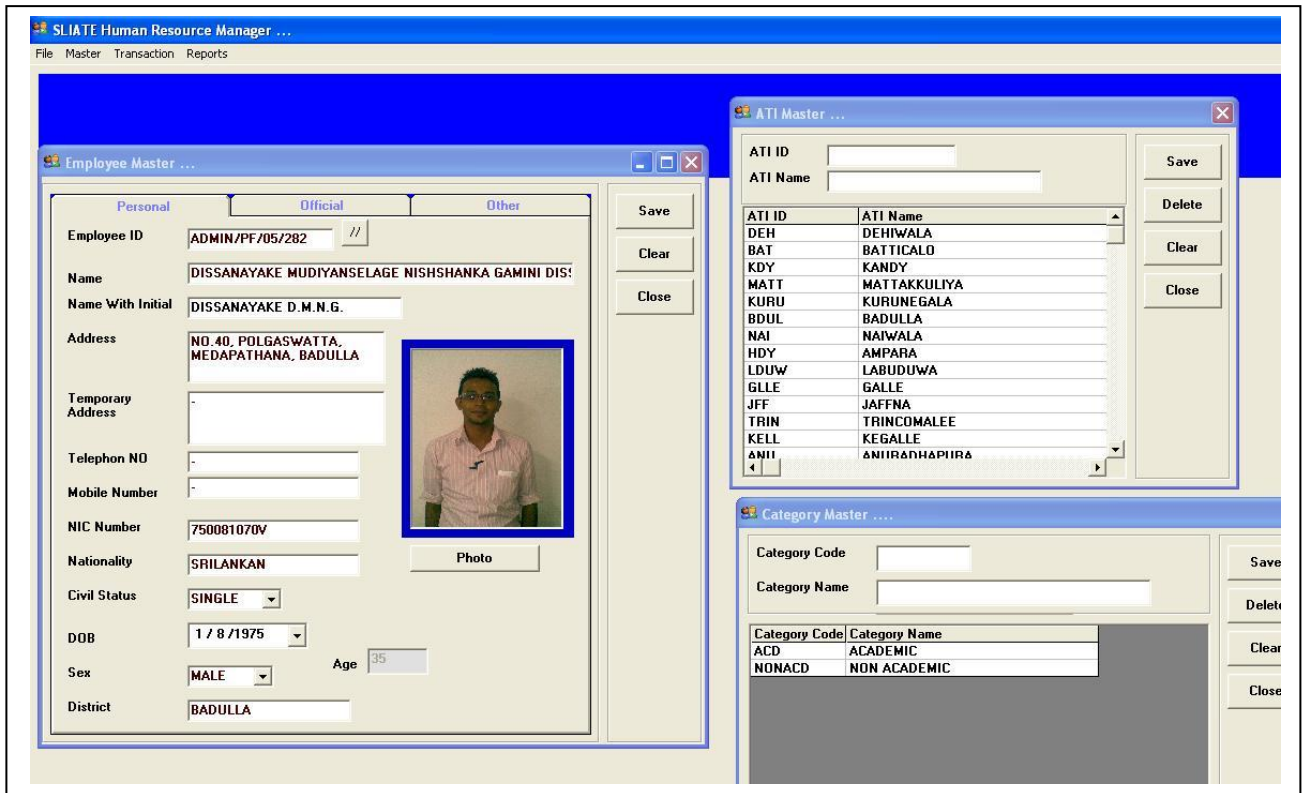 SLIATE Human Resource Manager ...
File Master Transaction Reports
Employee Master ...
Personal Official Other
Employee ID ADMIN/PF/05/282 //
Name DISSANAYAKE MUDIYANSELAGE NISHSHANKA GAMINI DIS
Name With Initial DISSANAYAKE D.M.N.G.
Address NO.40, POLGASWATTA,
MEDAPATHANA, BADULLA
Temporary
Address -
Telephon NO -
Mobile Number -
NIC Number 750081070V
Nationality SRILANKAN
Civil Status SINGLE
DOB 1 / 8 /1975
Sex MALE
Age 35
District BADULLA
Photo
Save
Clear
Close
ATI Master ...
ATI ID
ATI Name
ATI ID ATI Name
DEH DEHIWALA
BAT BATTICALO
KDY KANDY
MATT MATTAKKULIYA
KURU KURUNEGALA
BDUL BADULLA
NAI NAIWALA
HDY AMPARA
LDUW LABUDUWA
GLLE GALLE
JFF JAFFNA
TRIN TRINCOMALEE
KELL KEGALLE
ANU ANURADHAPURA
Save
Delete
Clear
Close
Category Master ....
Category Code
Category Name
Category Code Category Name
ACD ACADEMIC
NONACD NON ACADEMIC
Save
Delete
Clear
Close